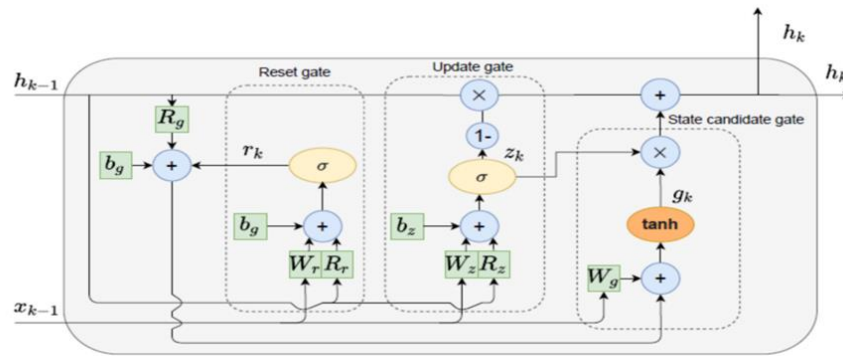 h_k
h_{k-1}
Reset gate
Update gate
h_k
×
+
R_g
1-
State candidate gate
b_g
+
r_k
σ
z_k
σ
×
g_k
b_g
+
b_z
+
tanh
W_r R_r
W_z R_z
W_g
+
x_{k-1}